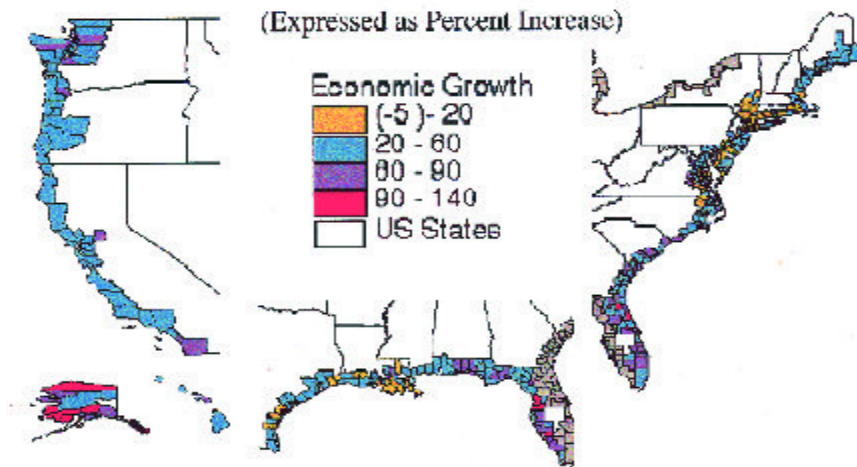 (Expressed as Percent Increase)
Economic Growth
(-5) - 20
20 - 60
60 - 90
90 - 140
US States